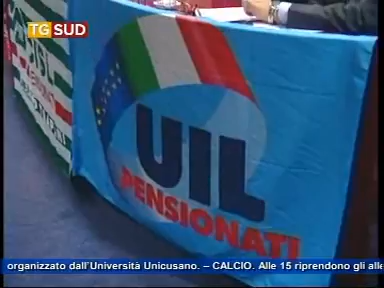 TG SUD
UIL
PENSIONATI
organizzato dall'Università Unicusano. – CALCIO. Alle 15 riprendono gli alle